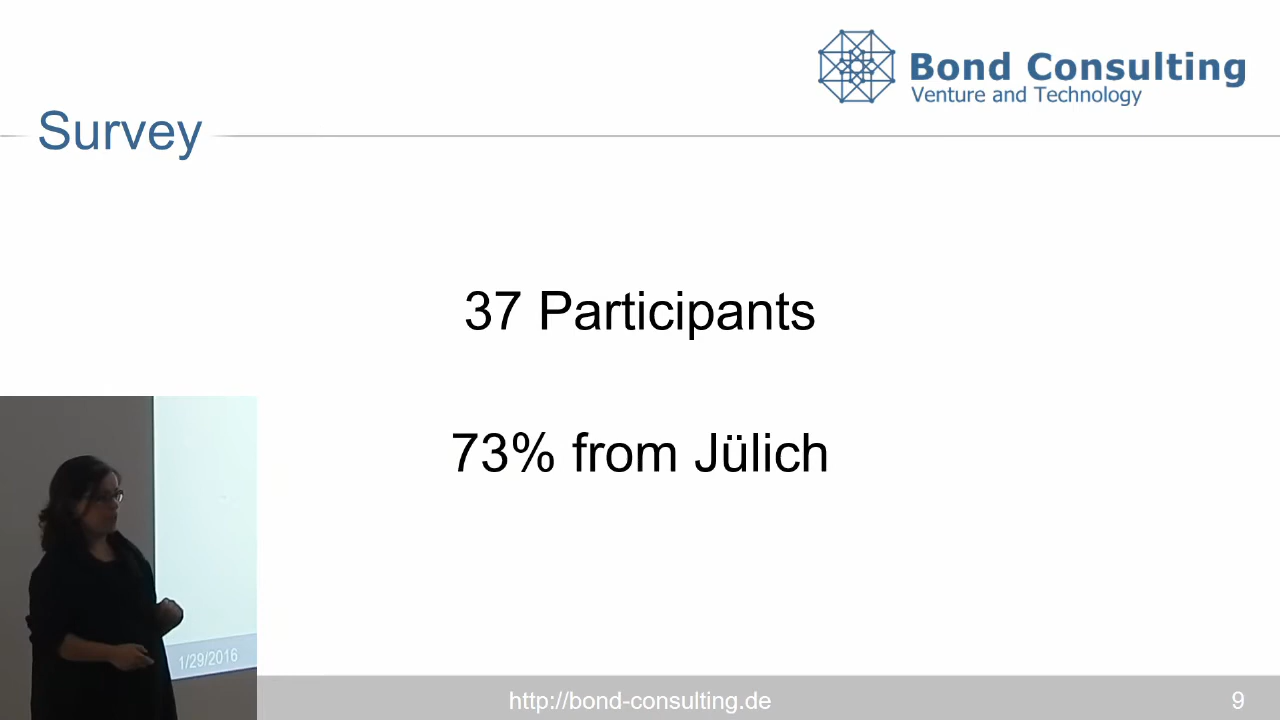 Bond Consulting
Venture and Technology
Survey
37 Participants
73% from Jülich
1/29/2016
http://bond-consulting.de
9